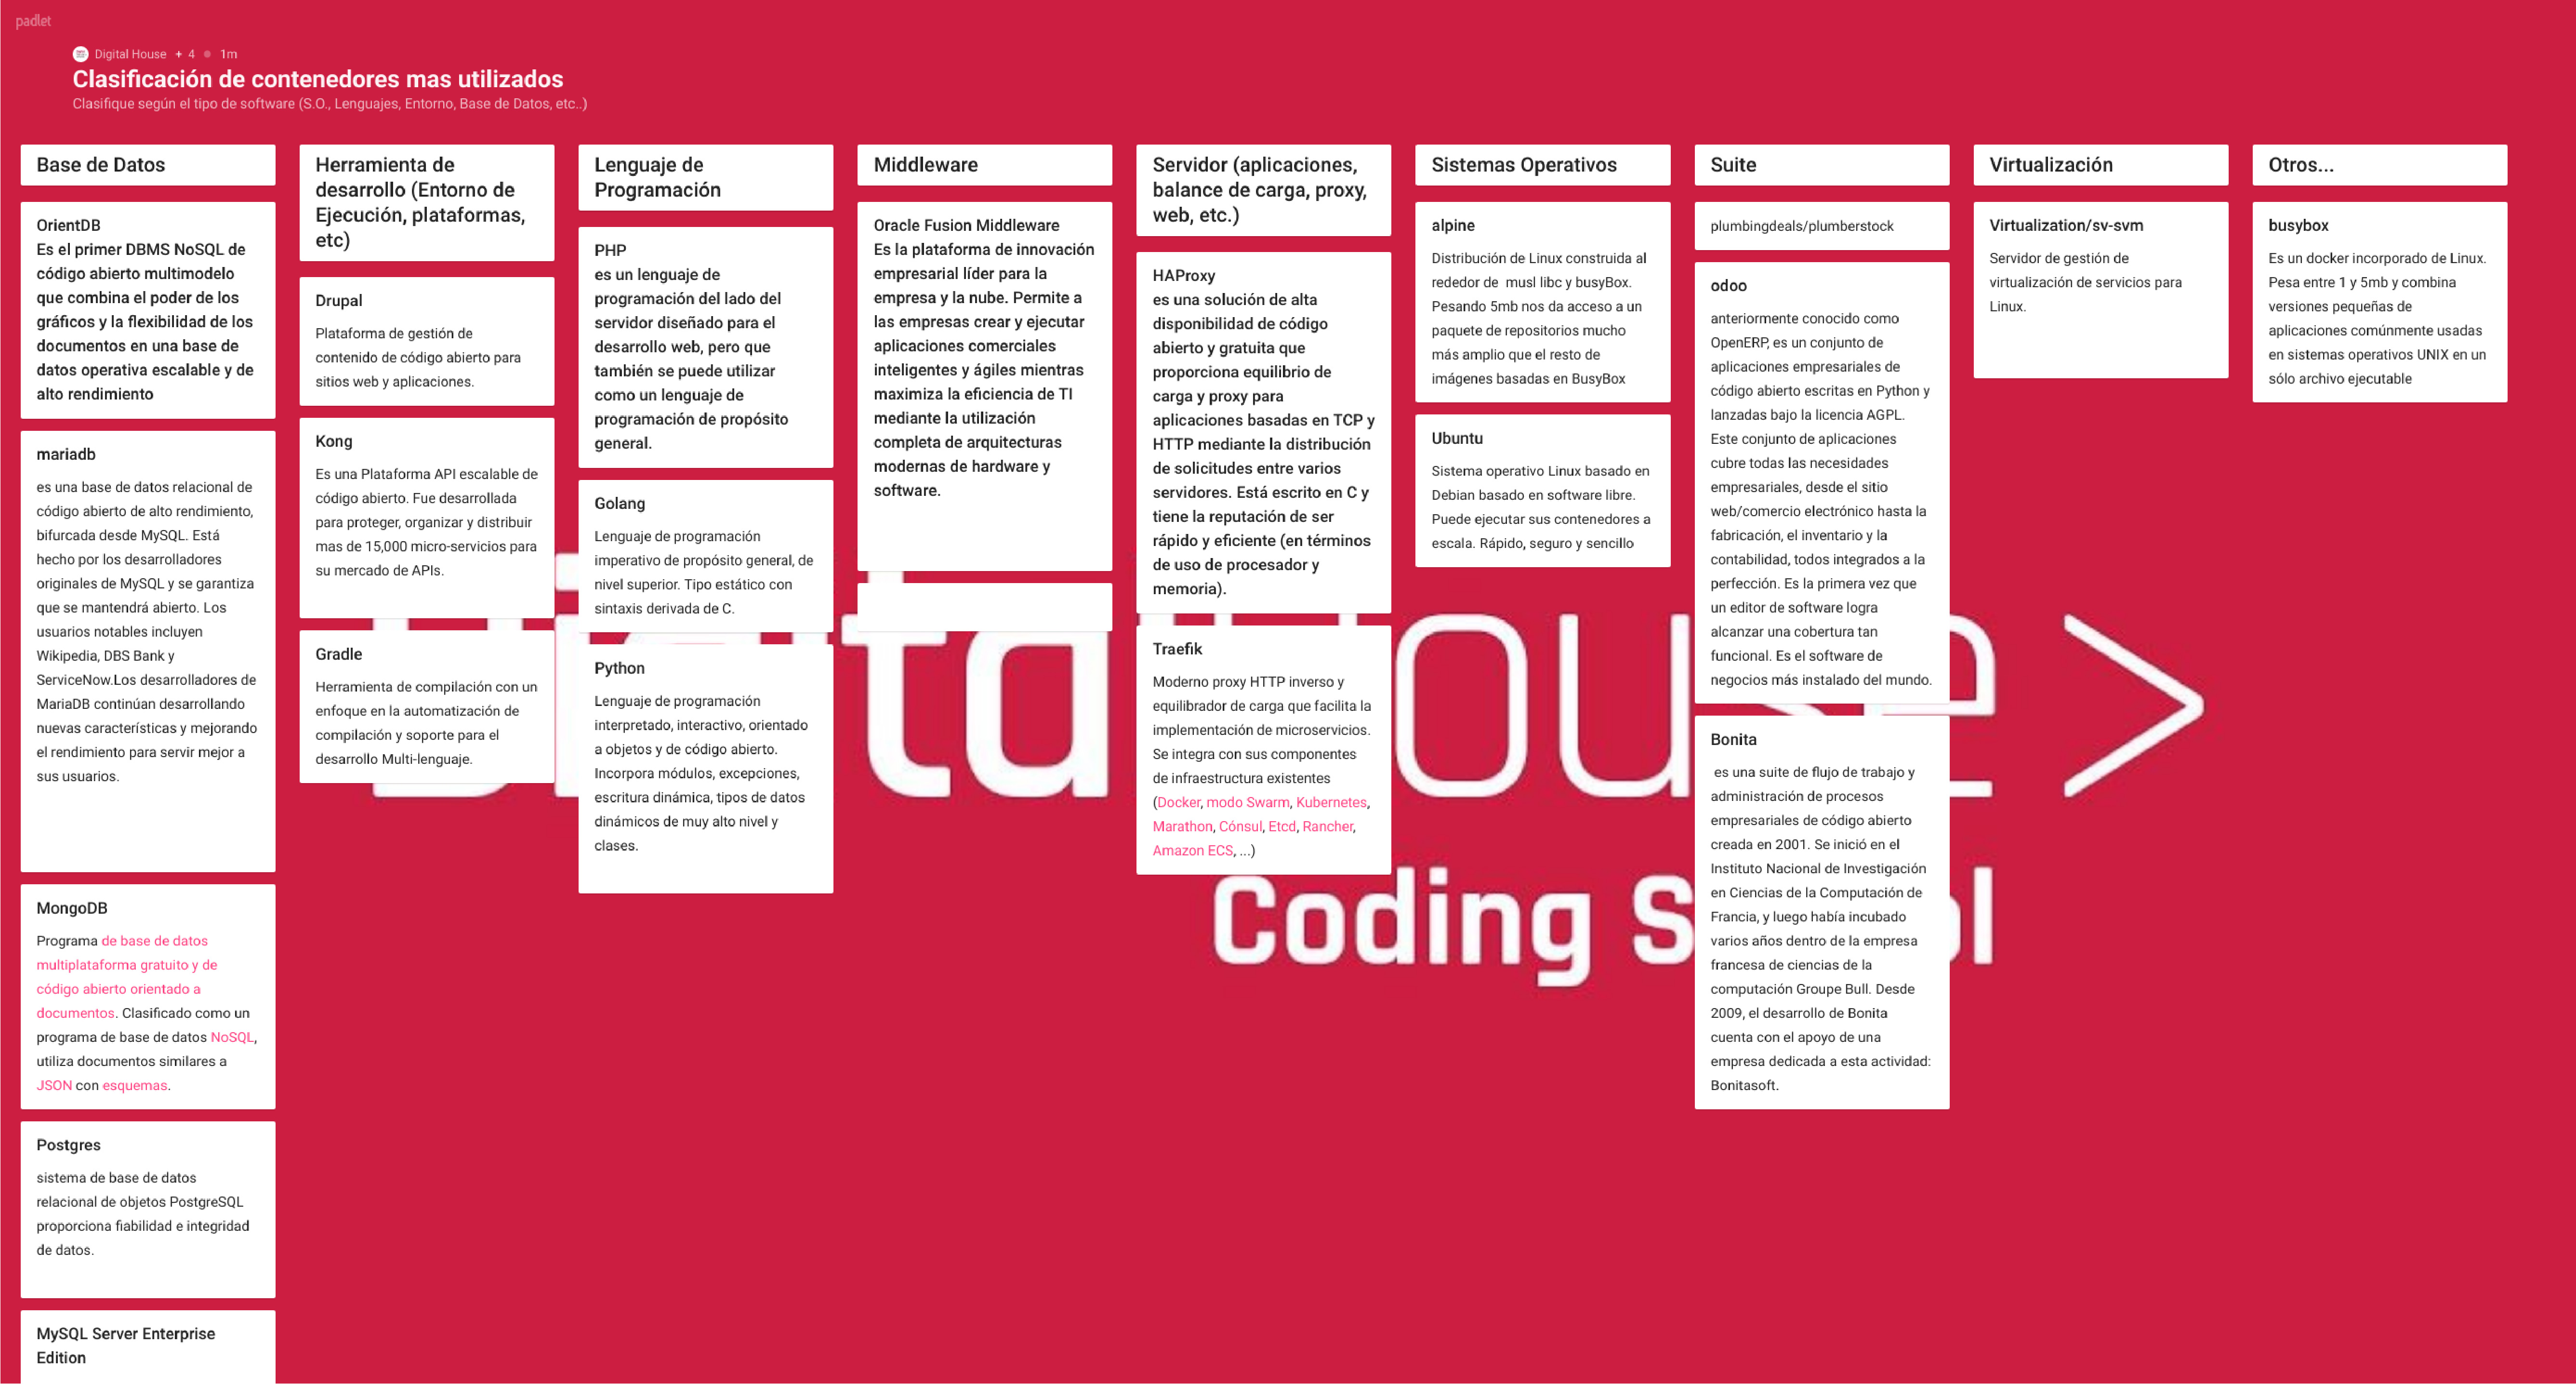 padlet
Digital House + 4 1m
Clasificación de contenedores mas utilizados
Clasifique según el tipo de software (S.O., Lenguajes, Entorno, Base de Datos, etc..)
Base de Datos
OrientDB
Es el primer DBMS NoSQL de
código abierto multimodelo
que combina el poder de los
gráficos y la flexibilidad de los
documentos en una base de
datos operativa escalable y de
alto rendimiento
mariadb
es una base de datos relacional de
código abierto de alto rendimiento,
bifurcada desde MySQL. Está
hecho por los desarrolladores
originales de MySQL y se garantiza
que se mantendrá abierto. Los
usuarios notables incluyen
Wikipedia, DBS Bank y
ServiceNow.Los desarrolladores de
MariaDB continúan desarrollando
nuevas características y mejorando
el rendimiento para servir mejor a
sus usuarios.
MongoDB
Programa de base de datos
multiplataforma gratuito y de
código abierto orientado a
documentos. Clasificado como un
programa de base de datos NoSQL,
utiliza documentos similares a
JSON con esquemas.
Postgres
sistema de base de datos
relacional de objetos PostgreSQL
proporciona fiabilidad e integridad
de datos.
MySQL Server Enterprise
Edition
Herramienta de
desarrollo (Entorno de
Ejecución, plataformas,
etc)
Drupal
Plataforma de gestión de
contenido de código abierto para
sitios web y aplicaciones.
Kong
Es una Plataforma API escalable de
código abierto. Fue desarrollada
para proteger, organizar y distribuir
mas de 15,000 micro-servicios para
su mercado de APIs.
Gradle
Herramienta de compilación con un
enfoque en la automatización de
compilación y soporte para el
desarrollo Multi-lenguaje.
Lenguaje de
Programación
PHP
es un lenguaje de
programación del lado del
servidor diseñado para el
desarrollo web, pero que
también se puede utilizar
como un lenguaje de
programación de propósito
general.
Golang
Lenguaje de programación
imperativo de propósito general, de
nivel superior. Tipo estático con
sintaxis derivada de C.
Python
Lenguaje de programación
interpretado, interactivo, orientado
a objetos y de código abierto.
Incorpora módulos, excepciones,
escritura dinámica, tipos de datos
dinámicos de muy alto nivel y
clases.
Middleware
Oracle Fusion Middleware
Es la plataforma de innovación
empresarial líder para la
empresa y la nube. Permite a
las empresas crear y ejecutar
aplicaciones comerciales
inteligentes y ágiles mientras
maximiza la eficiencia de TI
mediante la utilización
completa de arquitecturas
modernas de hardware y
software.
Servidor (aplicaciones,
balance de carga, proxy,
web, etc.)
HAProxy
es una solución de alta
disponibilidad de código
abierto y gratuita que
proporciona equilibrio de
carga y proxy para
aplicaciones basadas en TCP y
HTTP mediante la distribución
de solicitudes entre varios
servidores. Está escrito en C y
tiene la reputación de ser
rápido y eficiente (en términos
de uso de procesador y
memoria).
Traefik
Moderno proxy HTTP inverso y
equilibrador de carga que facilita la
implementación de microservicios.
Se integra con sus componentes
de infraestructura existentes
(Docker, modo Swarm, Kubernetes,
Marathon, Cónsul, Etcd, Rancher,
Amazon ECS, ...)
Sistemas Operativos
alpine
Distribución de Linux construida al
rededor de musl libc y busyBox.
Pesando 5mb nos da acceso a un
paquete de repositorios mucho
más amplio que el resto de
imágenes basadas en BusyBox
Ubuntu
Sistema operativo Linux basado en
Debian basado en software libre.
Puede ejecutar sus contenedores a
escala. Rápido, seguro y sencillo
Suite
plumbingdeals/plumberstock
odoo
anteriormente conocido como
OpenERP, es un conjunto de
aplicaciones empresariales de
código abierto escritas en Python y
lanzadas bajo la licencia AGPL.
Este conjunto de aplicaciones
cubre todas las necesidades
empresariales, desde el sitio
web/comercio electrónico hasta la
fabricación, el inventario y la
contabilidad, todos integrados a la
perfección. Es la primera vez que
un editor de software logra
alcanzar una cobertura tan
funcional. Es el software de
negocios más instalado del mundo.
Bonita
es una suite de flujo de trabajo y
administración de procesos
empresariales de código abierto
creada en 2001. Se inició en el
Instituto Nacional de Investigación
en Ciencias de la Computación de
Francia, y luego había incubado
varios años dentro de la empresa
francesa de ciencias de la
computación Groupe Bull. Desde
2009, el desarrollo de Bonita
cuenta con el apoyo de una
empresa dedicada a esta actividad:
Bonitasoft.
Virtualización
Virtualization/sv-svm
Servidor de gestión de
virtualización de servicios para
Linux.
Otros...
busybox
Es un docker incorporado de Linux.
Pesa entre 1 y 5mb y combina
versiones pequeñas de
aplicaciones comúnmente usadas
en sistemas operativos UNIX en un
sólo archivo ejecutable
Coding